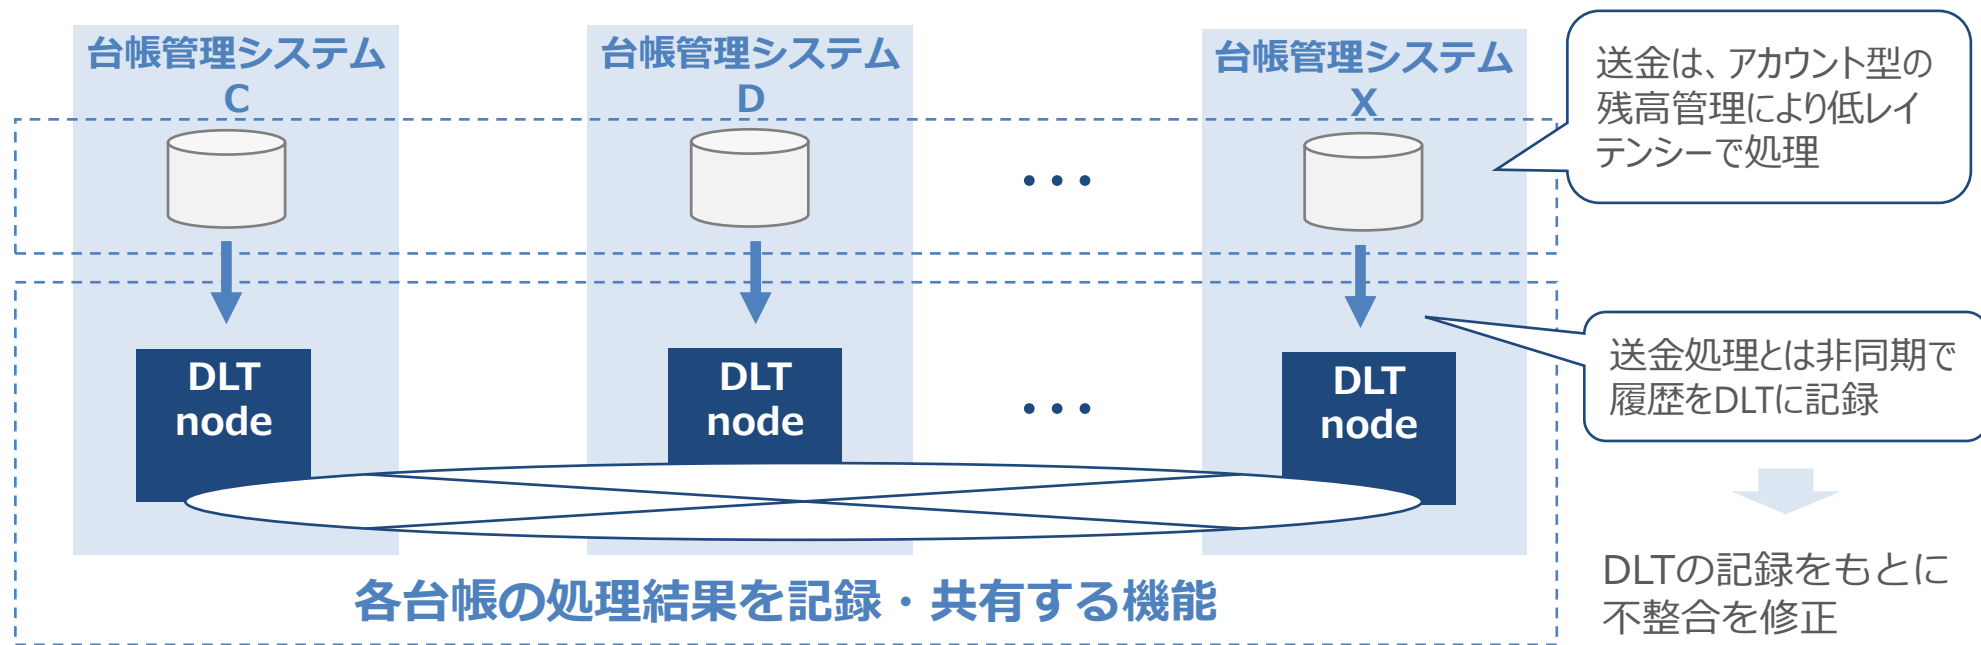 台帳管理システム
C
台帳管理システム
D
台帳管理システム
X
送金は、アカウント型の
残高管理により低レイ
テンシーで処理
・・・
DLT
node
DLT
node
・・・
DLT
node
送金処理とは非同期で
履歴をDLTに記録
各台帳の処理結果を記録・共有する機能
DLTの記録をもとに
不整合を修正